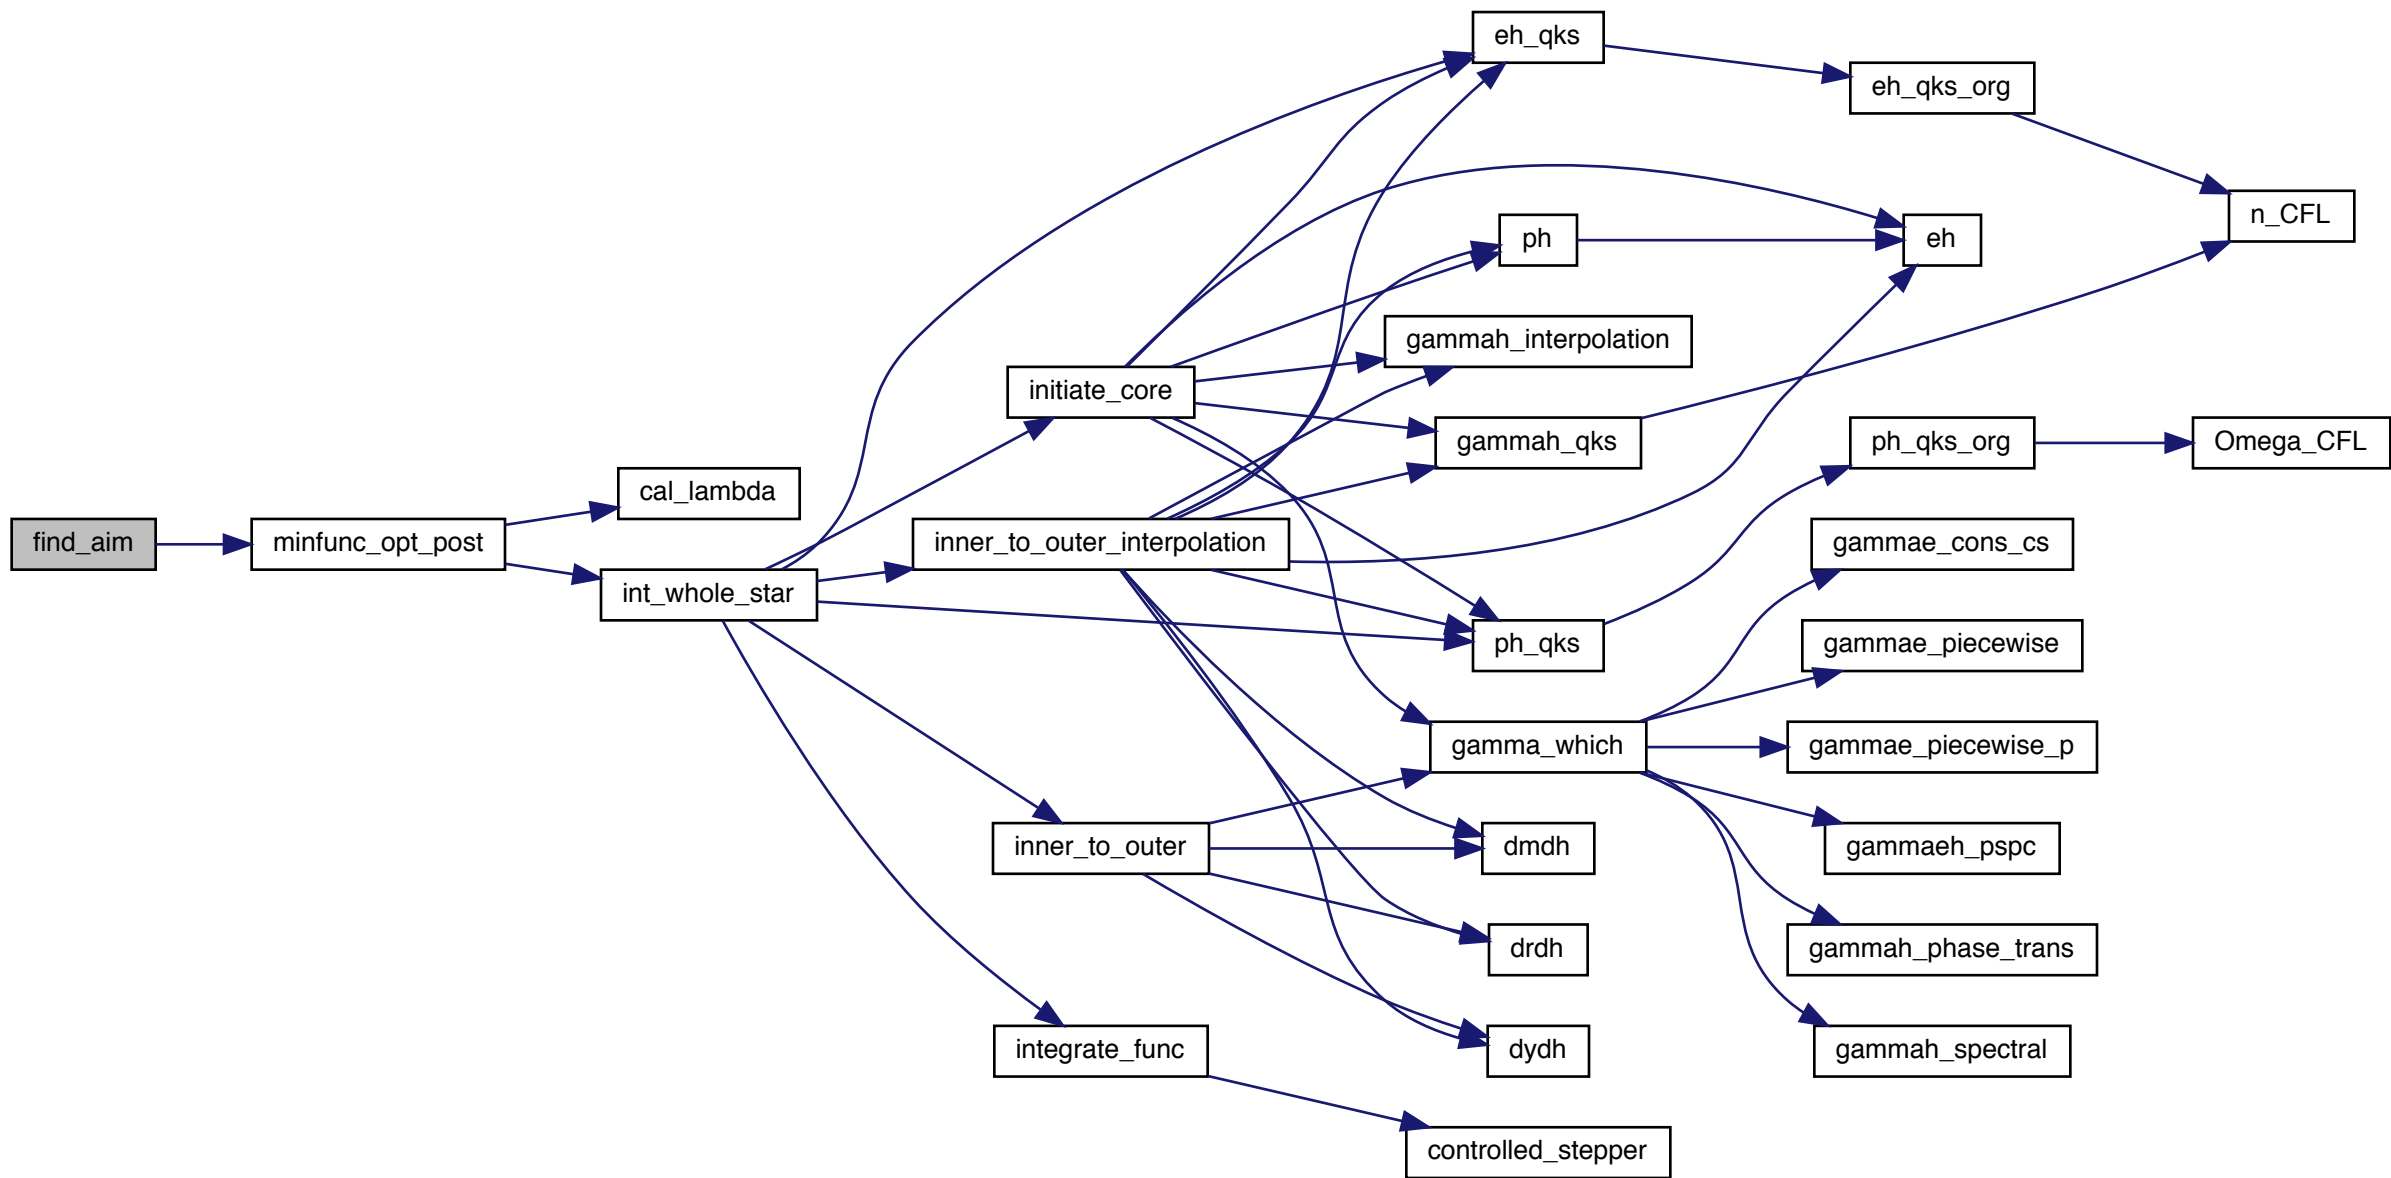 find_aim
minfunc_opt_post
cal_lambda
int_whole_star
initiate_core
inner_to_outer_interpolation
inner_to_outer
integrate_func
eh_qks
ph
gammah_interpolation
gammah_qks
ph_qks
gamma_which
dmdh
drdh
dydh
controlled_stepper
eh_qks_org
eh
ph_qks_org
gammae_cons_cs
gammae_piecewise
gammae_piecewise_p
gammaeh_pspc
gammah_phase_trans
gammah_spectral
n_CFL
Omega_CFL